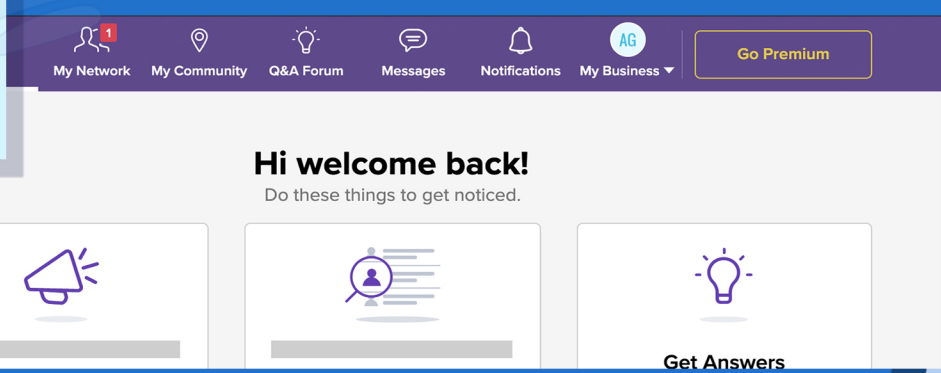 1
AG
My Network My Community Q&A Forum Messages Notifications My Business Go Premium
Hi welcome back!
Do these things to get noticed.
Get Answers